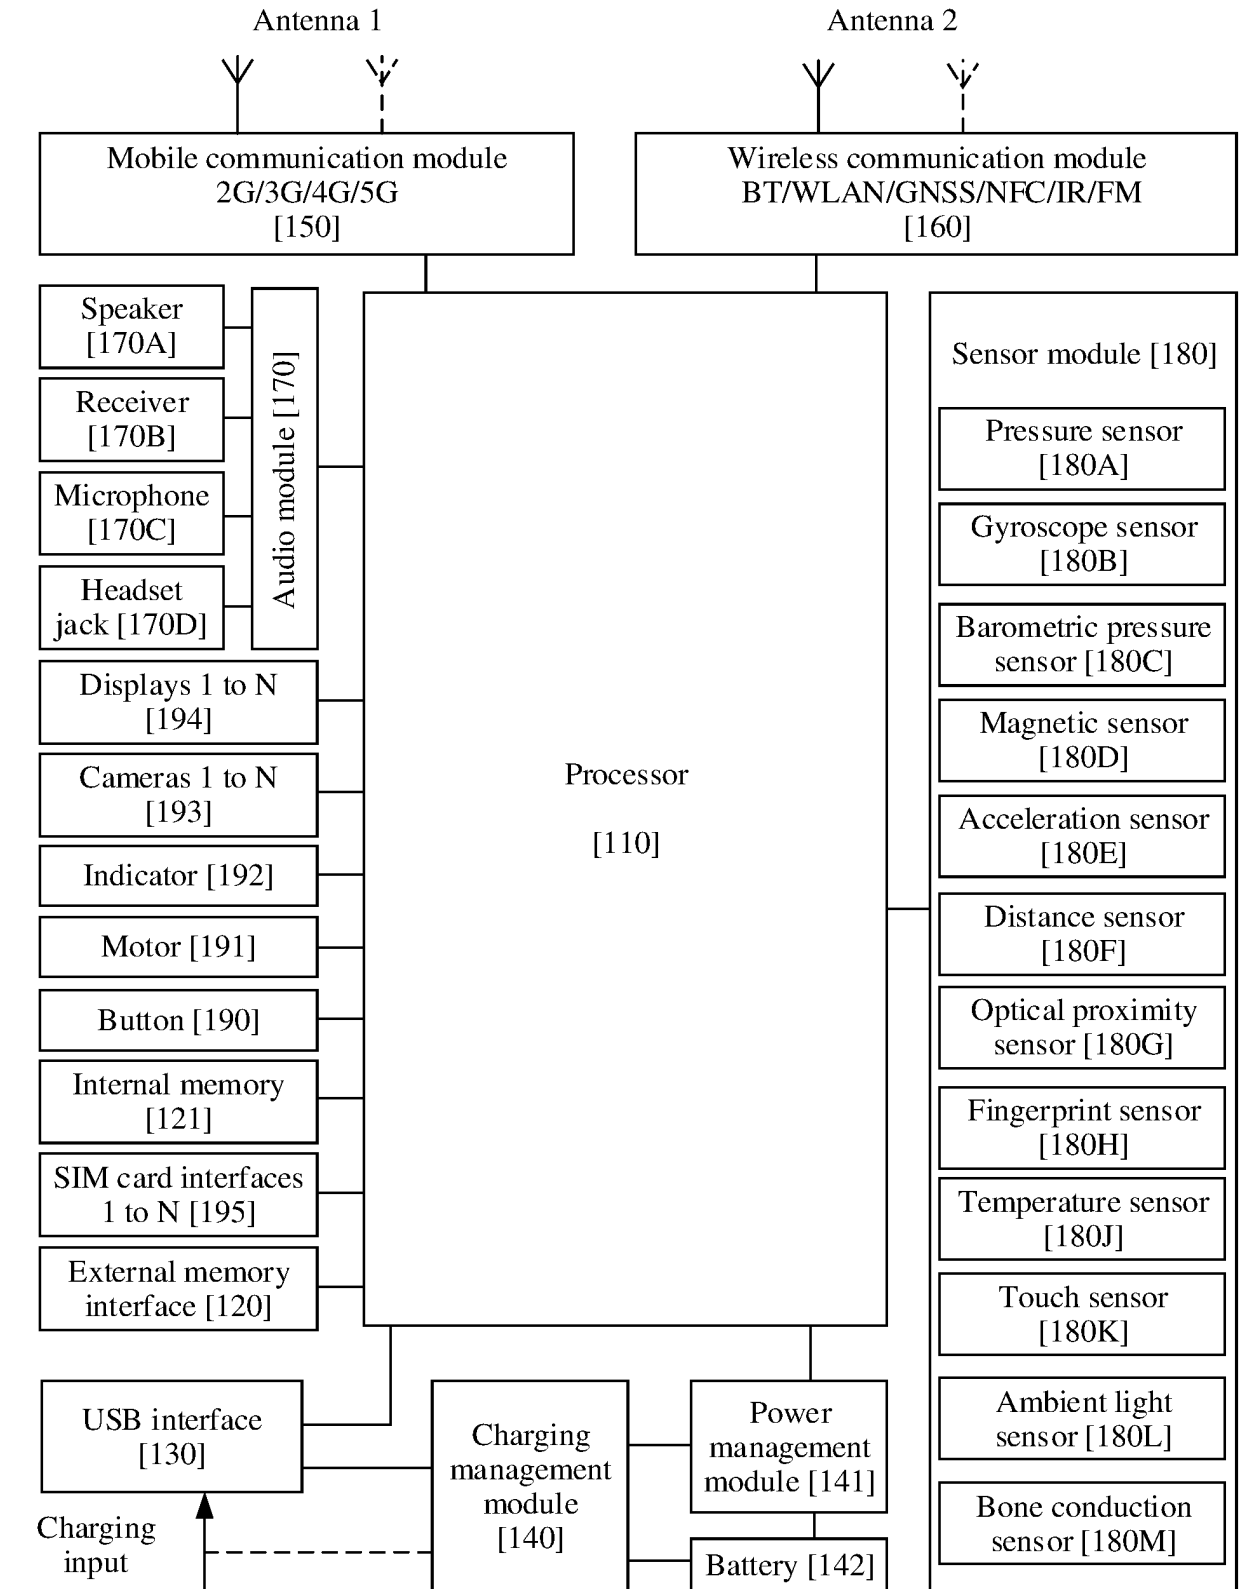 Antenna 1
Antenna 2
Mobile communication module
2G/3G/4G/5G
[150]
Wireless communication module
BT/WLAN/GNSS/NFC/IR/FM
[160]
Speaker
[170A]
Receiver
[170B]
Microphone
[170C]
Headset
jack [170D]
Audio module [170]
Displays 1 to N
[194]
Cameras 1 to N
[193]
Indicator [192]
Motor [191]
Button [190]
Internal memory
[121]
SIM card interfaces
1 to N [195]
External memory
interface [120]
Processor
[110]
Sensor module [180]
Pressure sensor
[180A]
Gyroscope sensor
[180B]
Barometric pressure
sensor [180C]
Magnetic sensor
[180D]
Acceleration sensor
[180E]
Distance sensor
[180F]
Optical proximity
sensor [180G]
Fingerprint sensor
[180H]
Temperature sensor
[180J]
Touch sensor
[180K]
Ambient light
sensor [180L]
Bone conduction
sensor [180M]
USB interface
[130]
Charging
input
Charging
management
module
[140]
Power
management
module [141]
Battery [142]